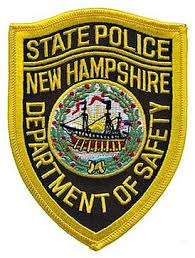 STATE POLICE
NEW HAMPSHIRE
DEPARTMENT OF SAFETY